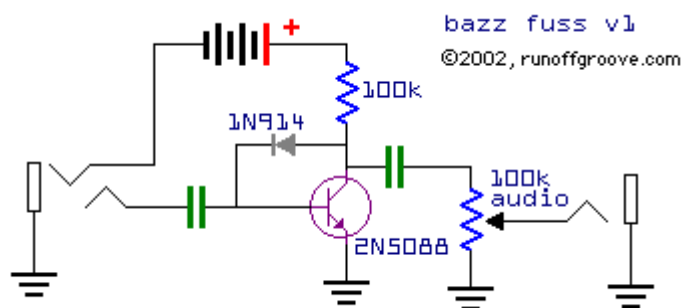 bazz fuss v1
©2002, runoffgroove.com
+
100k
1N914
100k
audio
2N5088